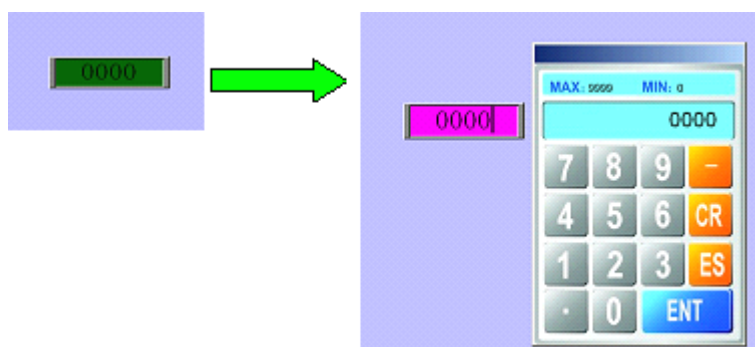 0000
0000
MAX: 9999 MIN: 0
0000
7 8 9 -
4 5 6 CR
1 2 3 ES
. 0 ENT